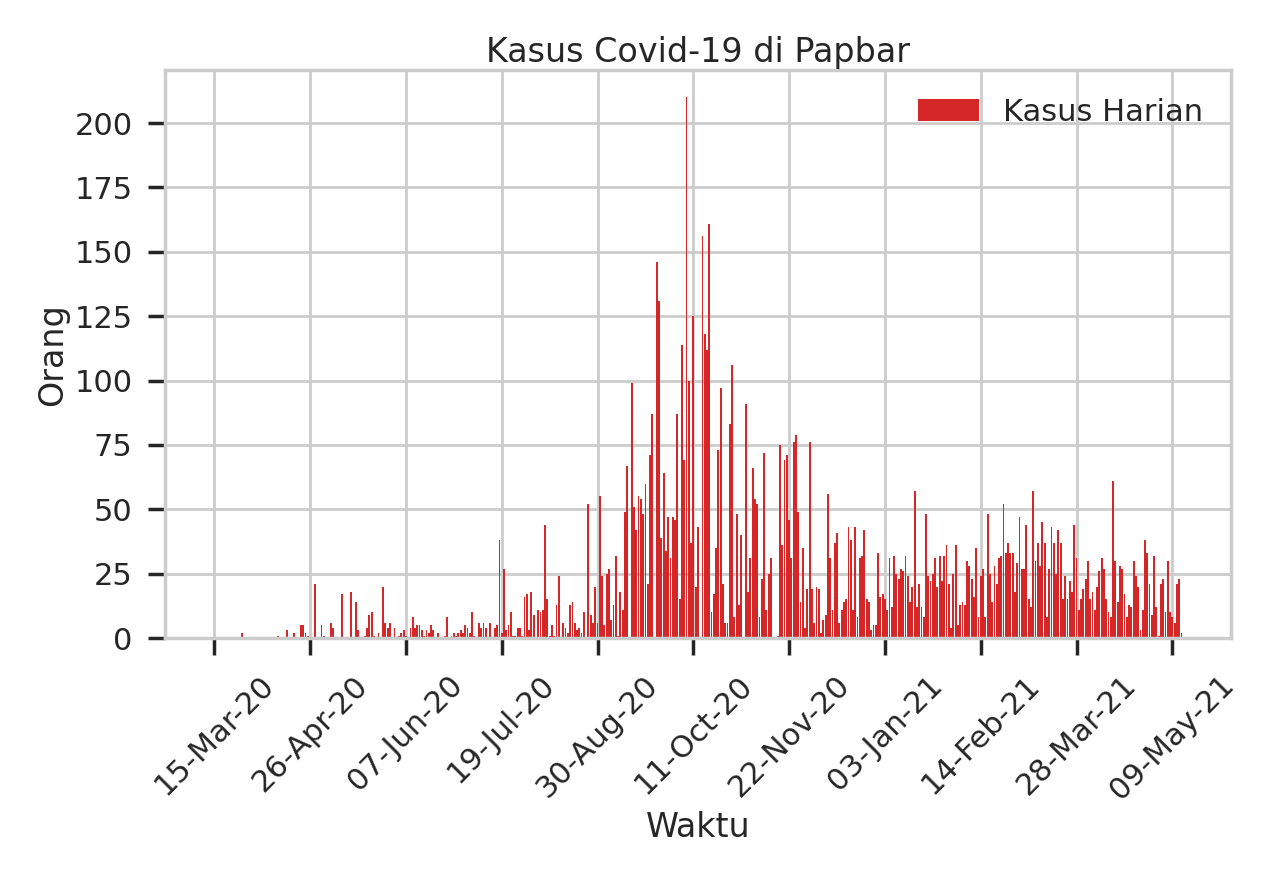 Kasus Covid-19 di Papbar
Kasus Harian
Orang
200
175
150
125
100
75
50
25
0
15-Mar-20
26-Apr-20
07-Jun-20
19-Jul-20
30-Aug-20
11-Oct-20
22-Nov-20
03-Jan-21
14-Feb-21
28-Mar-21
09-May-21
Waktu